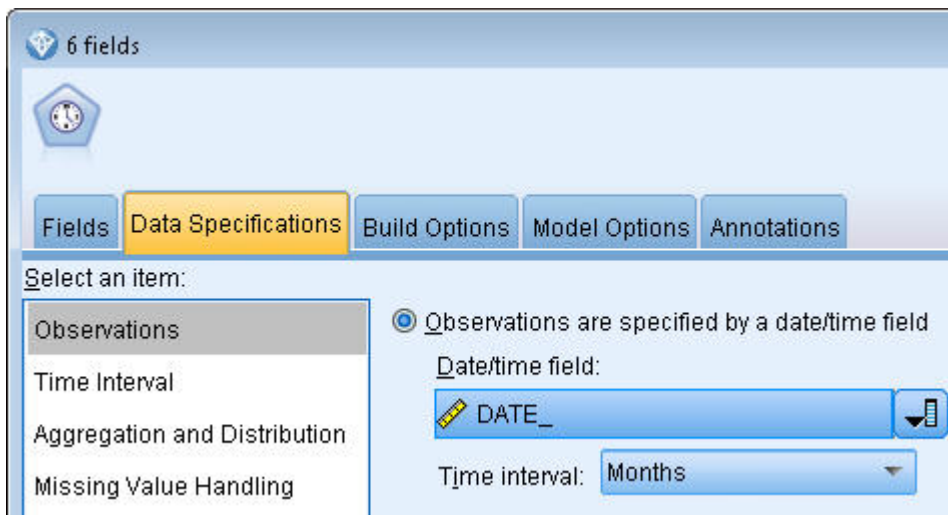 6 fields
Fields Data Specifications Build Options Model Options Annotations
Select an item:
Observations
Time Interval
Aggregation and Distribution
Missing Value Handling
Observations are specified by a date/time field
Date/time field:
DATE_
Time interval: Months